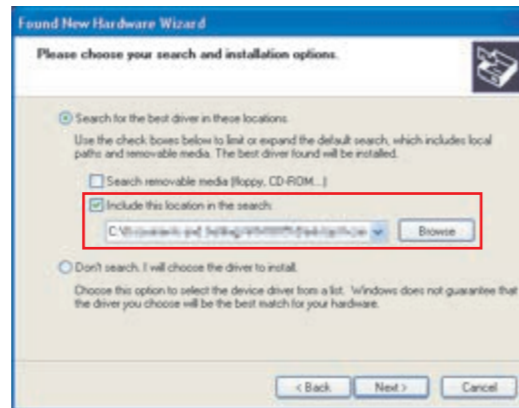 Found New Hardware Wizard
Please choose your search and installation options.
Search for the best driver in these locations.
Use the check boxes below to limit or expand the default search, which includes local
paths and removable media. The best driver found will be installed.
Search removable media (floppy, CD-ROM...)
Include this location in the search:
C:\Documents and
Browse
Don't search. I will choose the driver to install.
Choose this option to select the device driver from a list. Windows does not guarantee that
the driver you choose will be the best match for your hardware.
< Back
Next >
Cancel